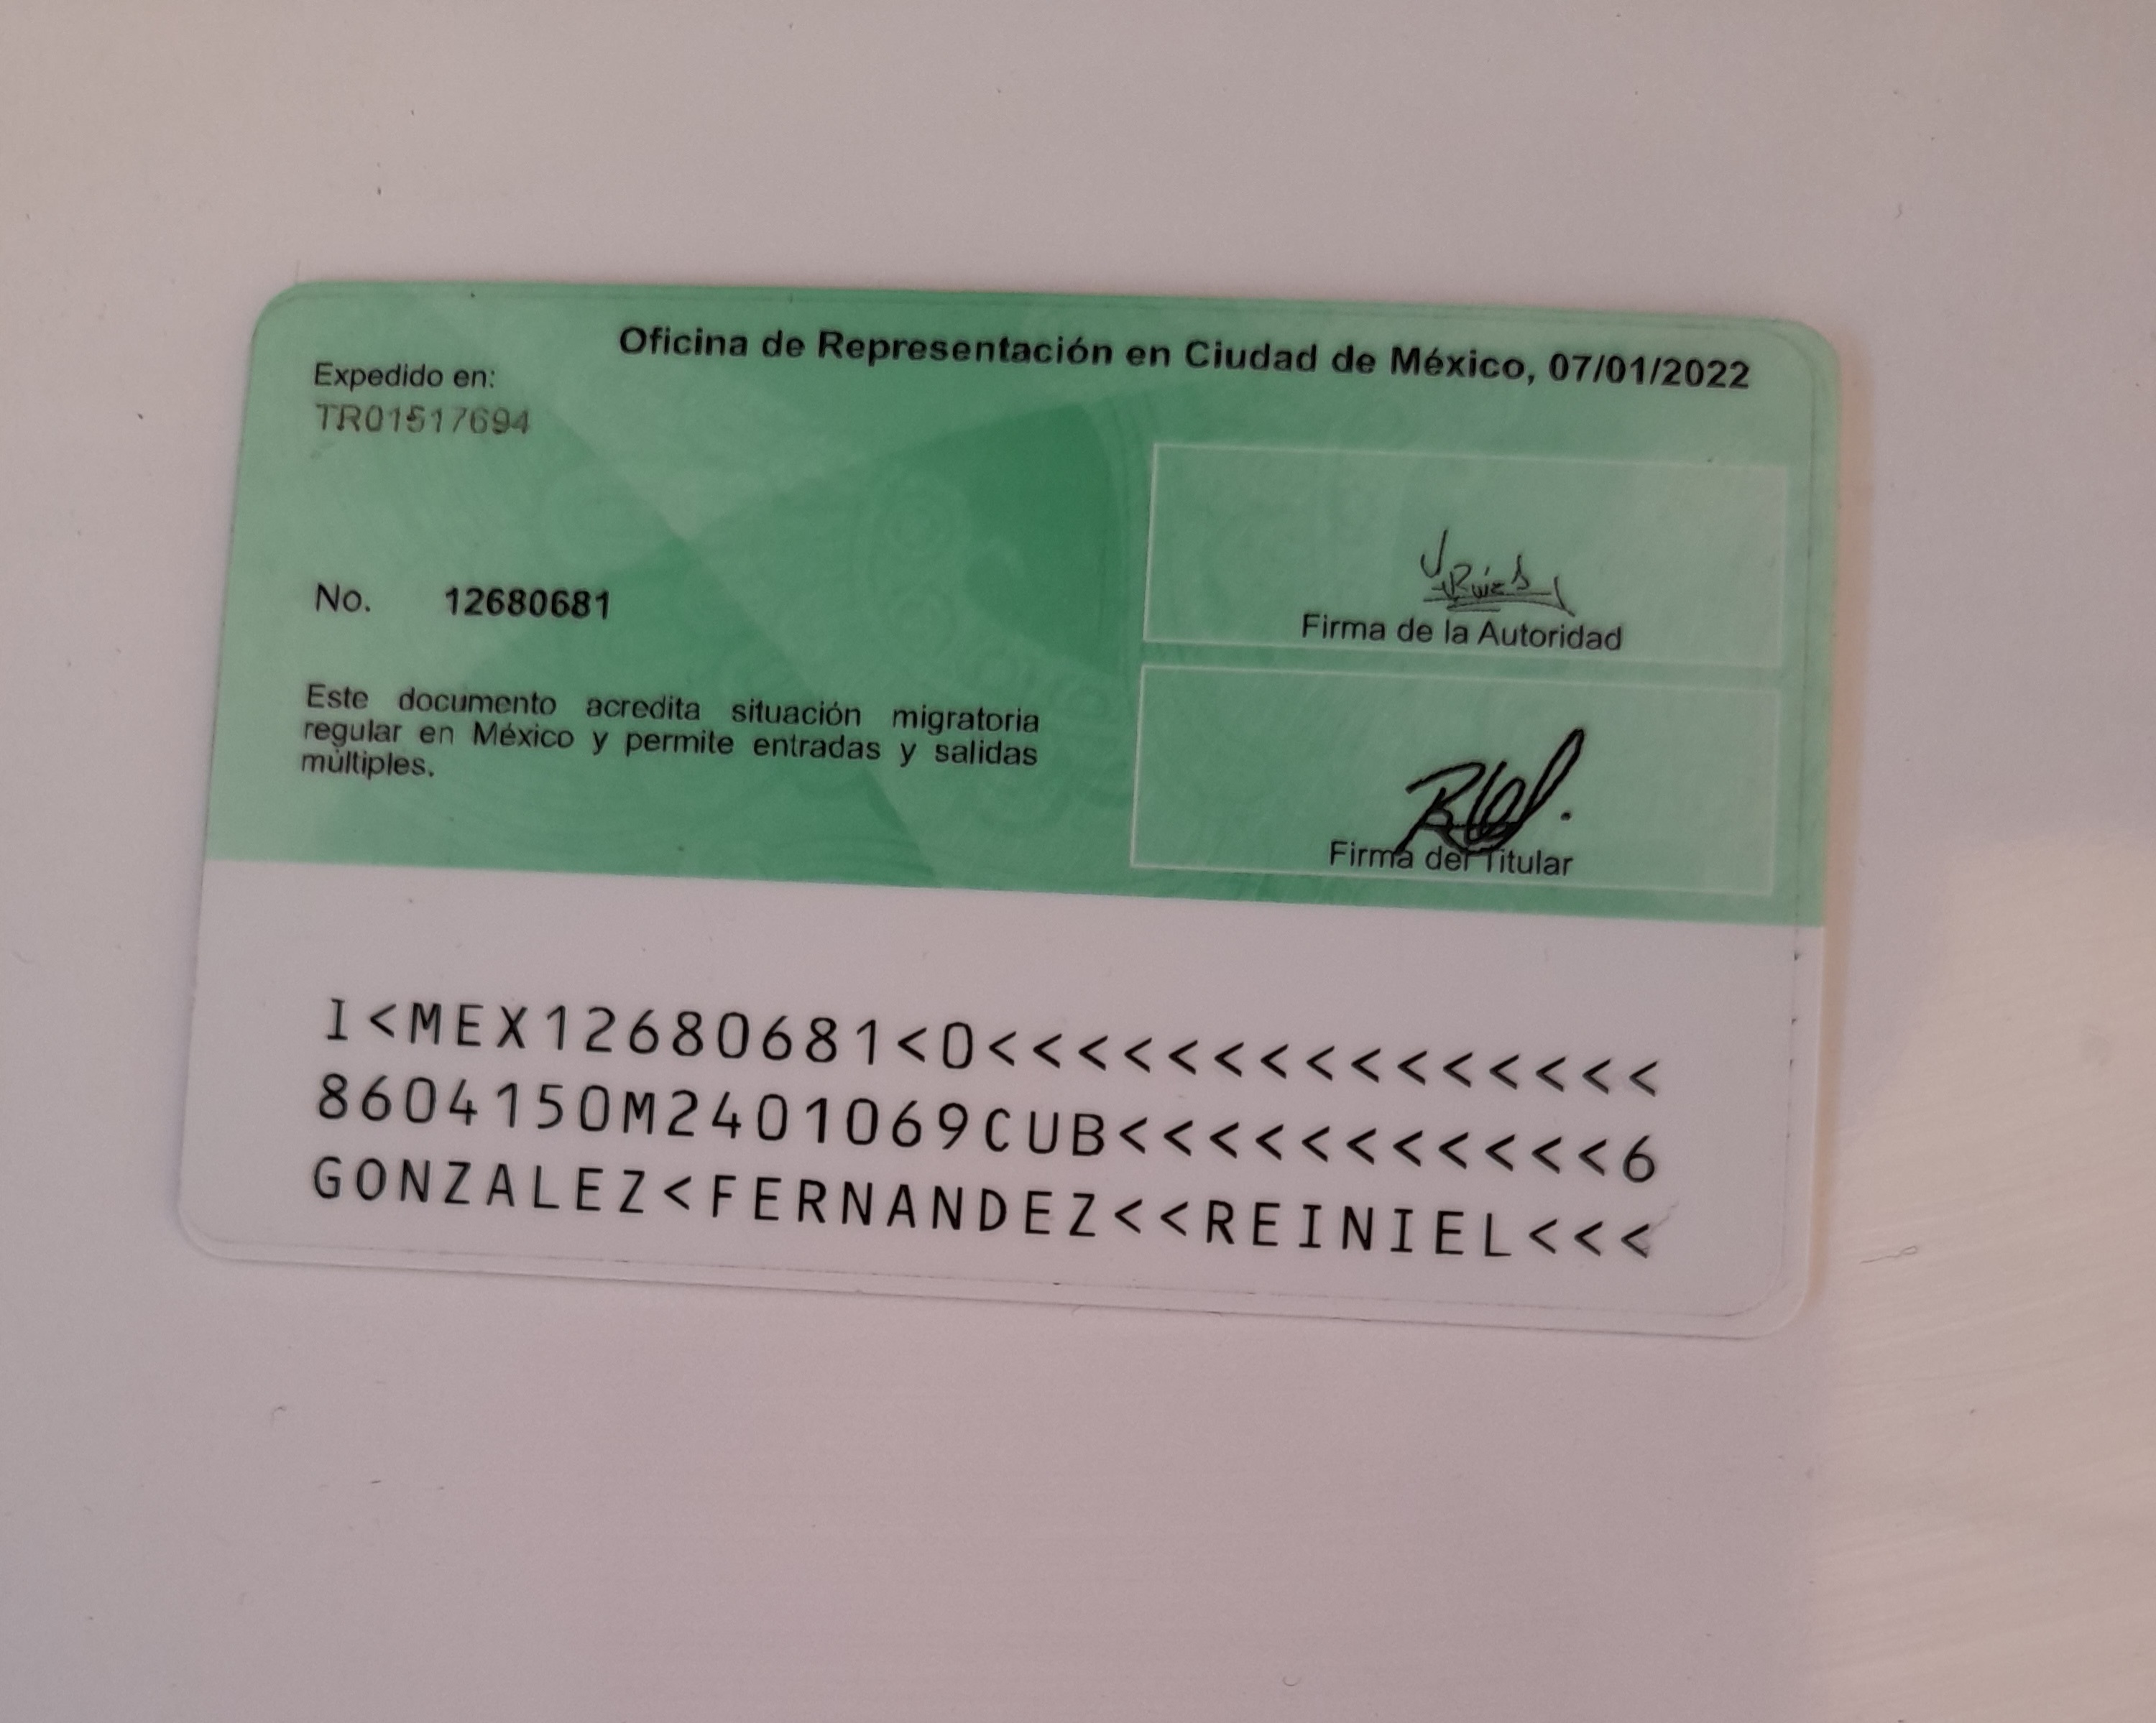 Oficina de Representación en Ciudad de México, 07/01/2022
Expedido en:
TR01517694
No. 12680681
Firma de la Autoridad
Este documento acredita situación migratoria
regular en México y permite entradas y salidas
múltiples.
Firma del Titular
I<MEX12680681<0<<<<<<<<<<<<<<<
8604150M2401069CUB<<<<<<<<<<<6
GONZALEZ<FERNANDEZ<<REINIEL<<<